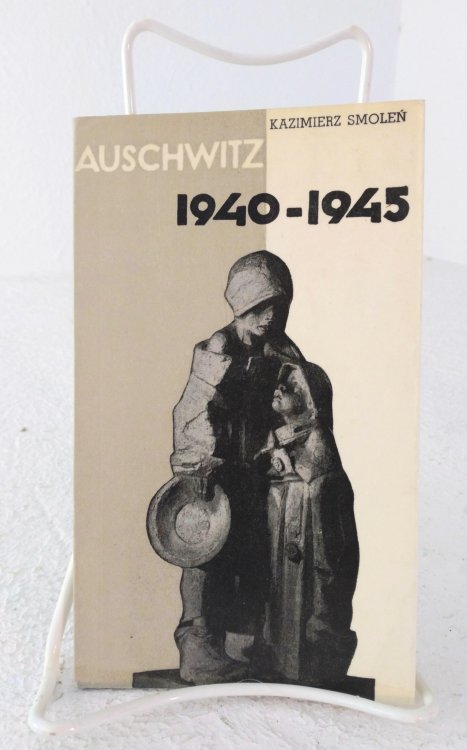 KAZIMIERZ SMOLEŃ
AUSCHWITZ
1940-1945